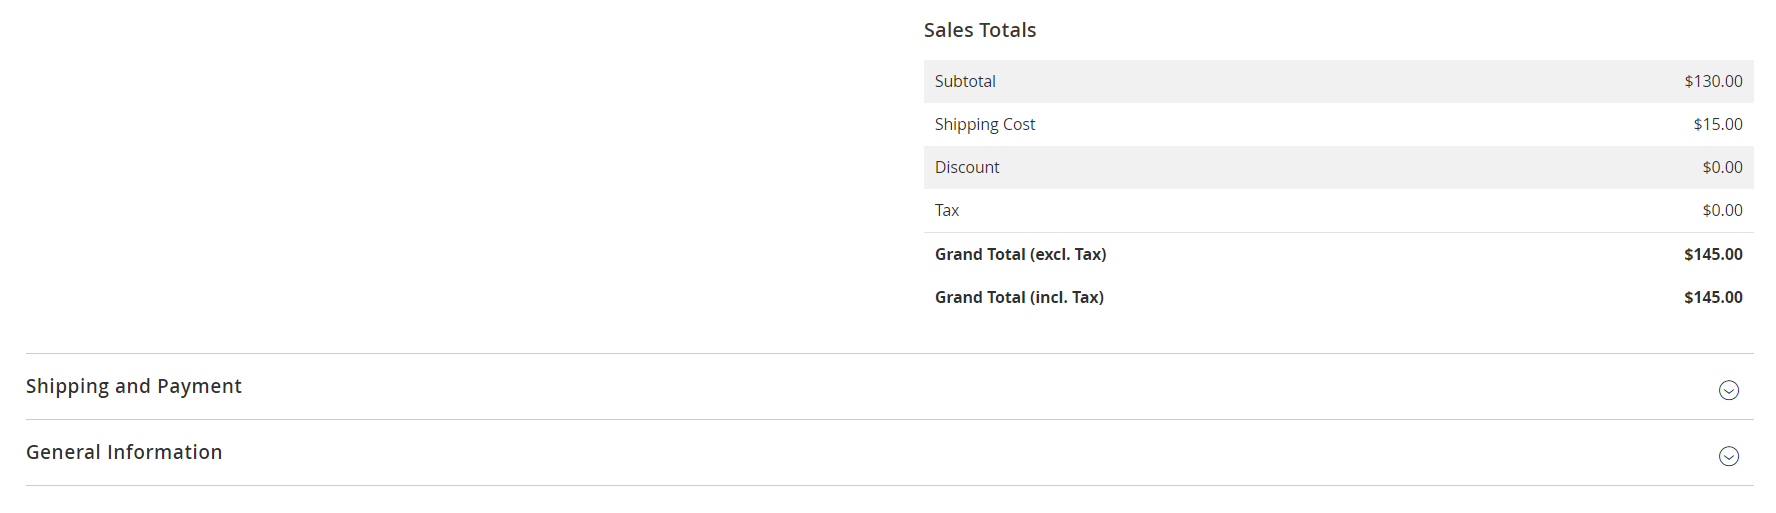 Sales Totals
Subtotal $130.00
Shipping Cost $15.00
Discount $0.00
Tax $0.00
Grand Total (excl. Tax) $145.00
Grand Total (incl. Tax) $145.00
Shipping and Payment
General Information